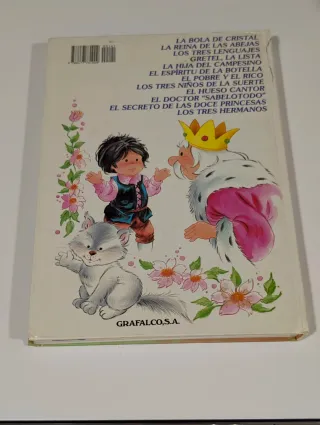 LA BOLA DE CRISTAL
LA REINA DE LAS ABEJAS
LOS TRES LENGUAJES
GRETEL, LA LISTA
LA HIJA DEL CAMPESINO
EL ESPÍRITU DE LA BOTELLA
EL POBRE Y EL RICO
LOS TRES NIÑOS DE LA SUERTE
EL HUESO CANTOR
EL DOCTOR "SABELOTODO"
EL SECRETO DE LAS DOCE PRINCESAS
LOS TRES HERMANOS
GRAFALCO, S.A.